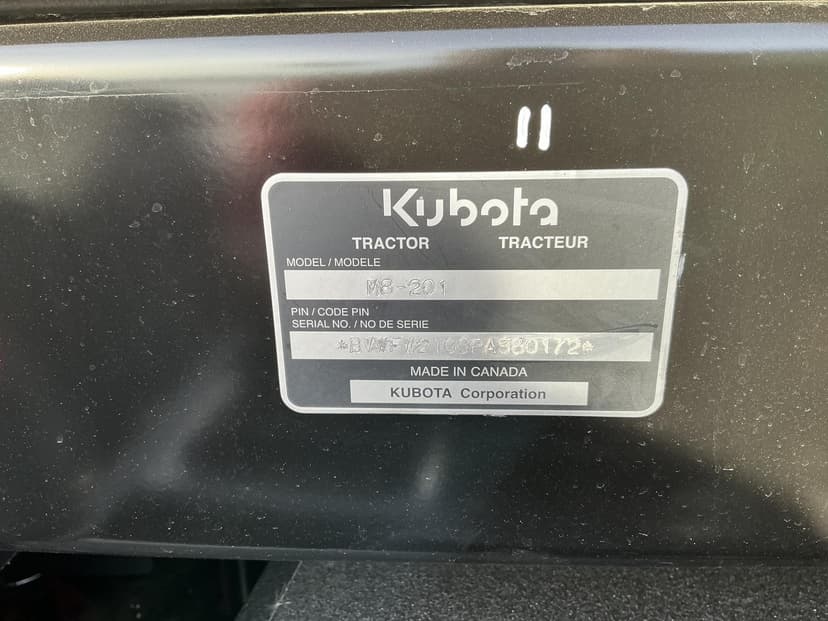 11
Kubota
TRACTOR TRACTEUR
MODEL / MODELE
M8-201
PIN / CODE PIN
SERIAL NO. / NO DE SERIE
MADE IN CANADA
KUBOTA Corporation